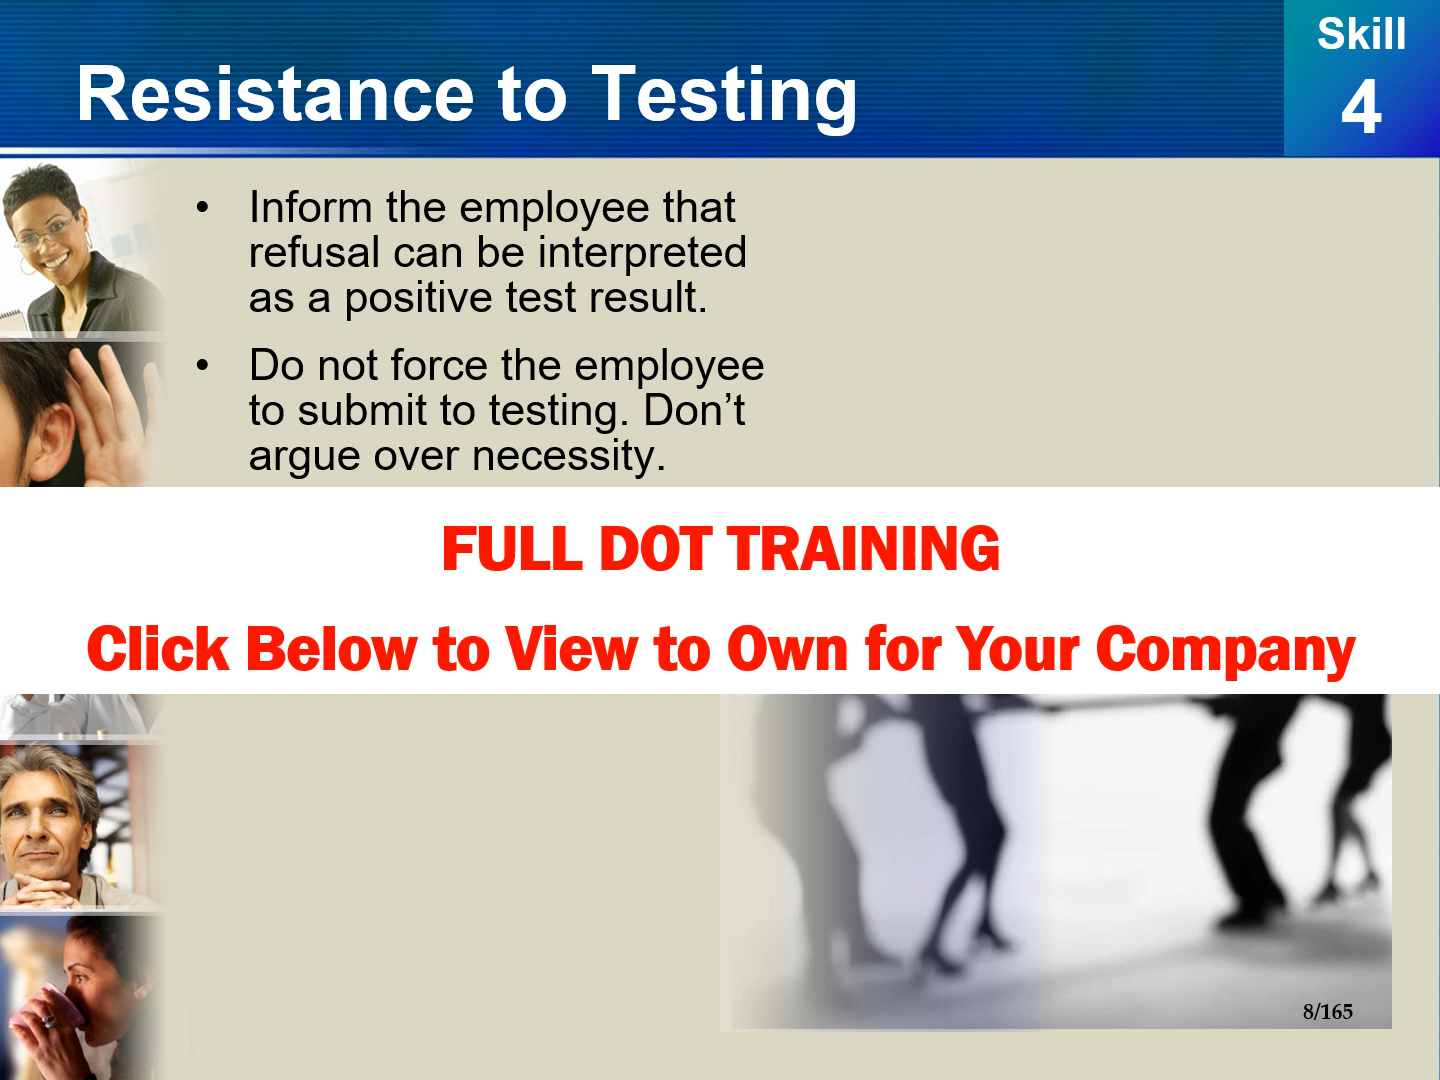 Resistance to Testing
Skill
4
• Inform the employee that
refusal can be interpreted
as a positive test result.
• Do not force the employee
to submit to testing. Don’t
argue over necessity.
FULL DOT TRAINING
Click Below to View to Own for Your Company
8/165